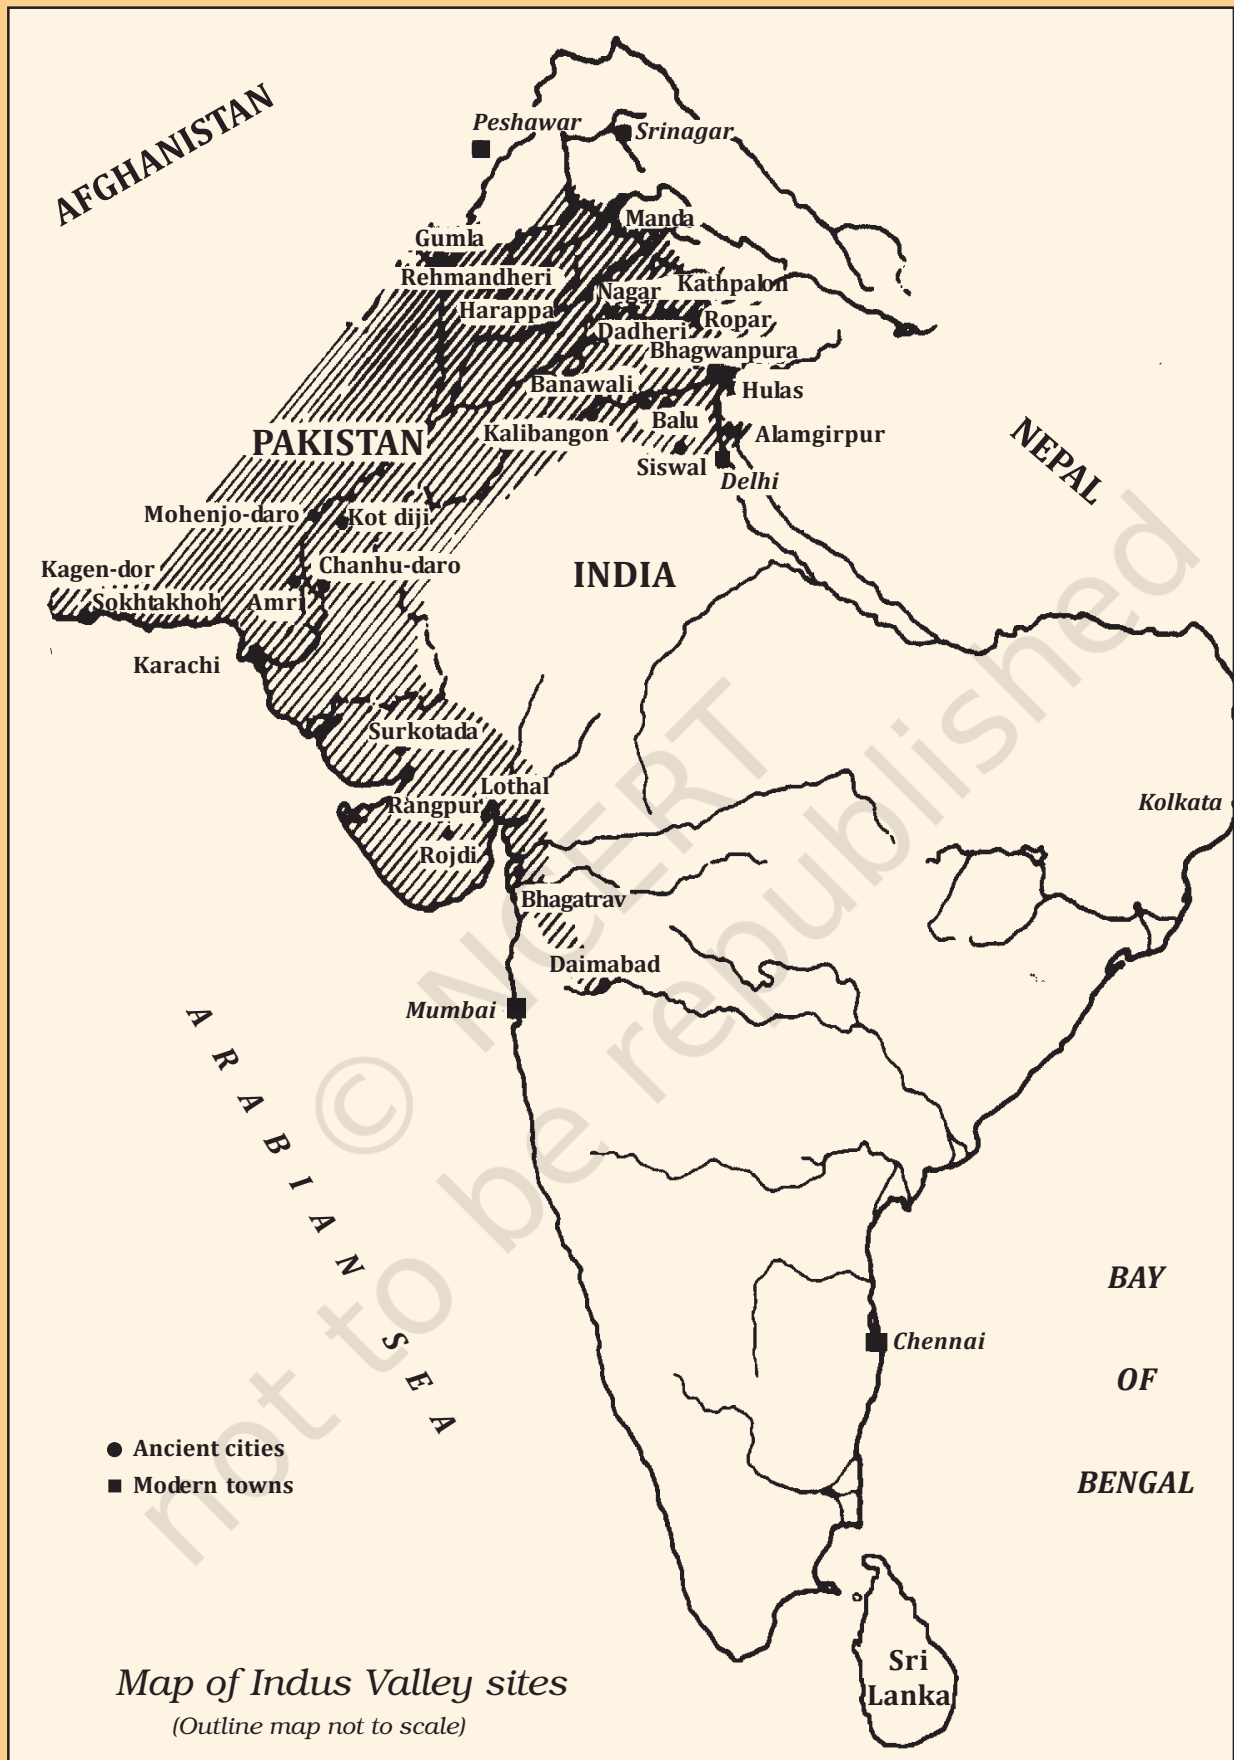 AFGHANISTAN
Peshawar
Srinagar
Manda
Gumla
Rehmandheri
Nagar
Kathpalon
Harappa
Dadheri
Ropar
Bhagwanpura
Banawali
Hulas
Balu
PAKISTAN
Kalibangon
Alamgirpur
NEPAL
Siswal
Delhi
Mohenjo-daro
Kot diji
Kagen-dor
Chanhu-daro
INDIA
Sokhtakhoh
Amri
Karachi
Surkotada
Lothal
Rangpur
Kolkata
Rojdi
Bhagatrav
Daimabad
Mumbai
ARABIAN SEA
BAY
OF
BENGAL
Chennai
Ancient cities
Modern towns
Sri
Lanka
Map of Indus Valley sites
(Outline map not to scale)
© NCERT
not to be republished